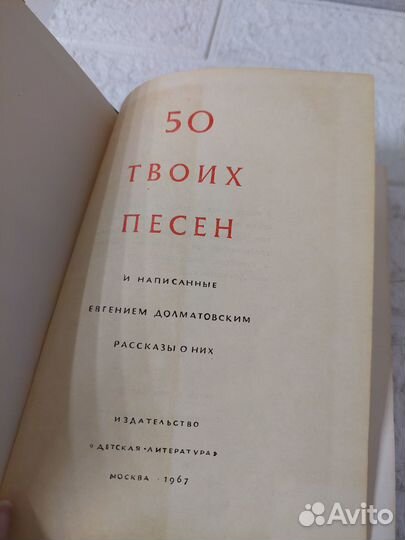 50
ТВОИХ
ПЕСЕН
И НАПИСАННЫЕ
ЕВГЕНИЕМ ДОЛМАТОВСКИМ
РАССКАЗЫ О НИХ
ИЗДАТЕЛЬСТВО
«ДЕТСКАЯ • ЛИТЕРАТУРА»
МОСКВА • 1967
Avito